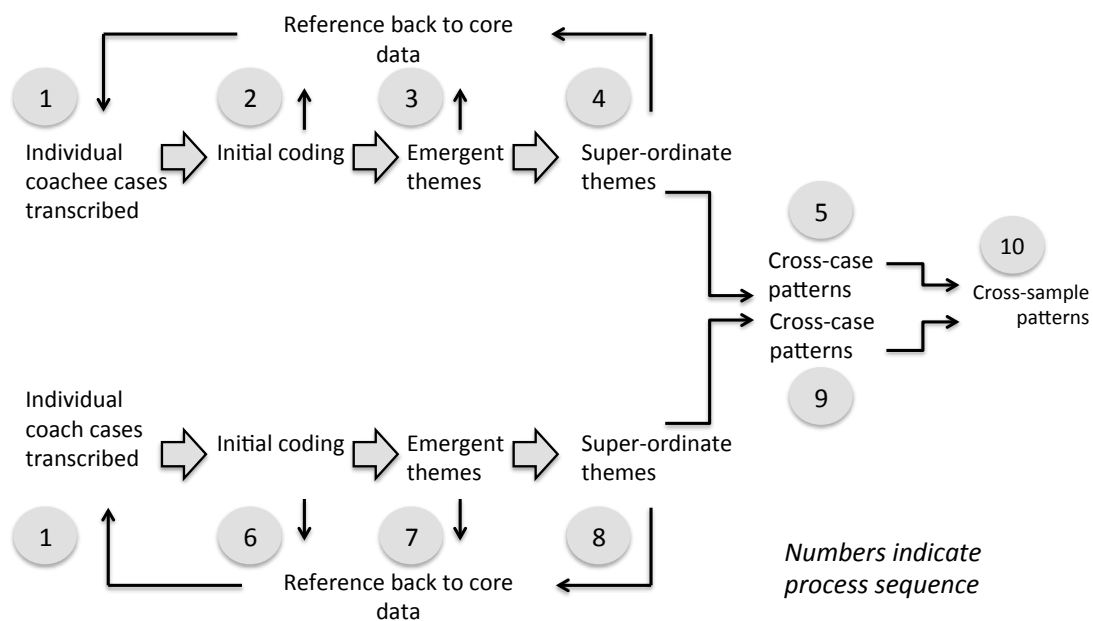 Reference back to core
data
1
2
3
4
Individual
coachee cases
transcribed
Initial coding
Emergent
themes
Super-ordinate
themes
5
Cross-case
patterns
10
Cross-sample
patterns
Cross-case
patterns
9
Individual
coach cases
transcribed
Initial coding
Emergent
themes
Super-ordinate
themes
1
6
7
8
Reference back to core
data
Numbers indicate
process sequence